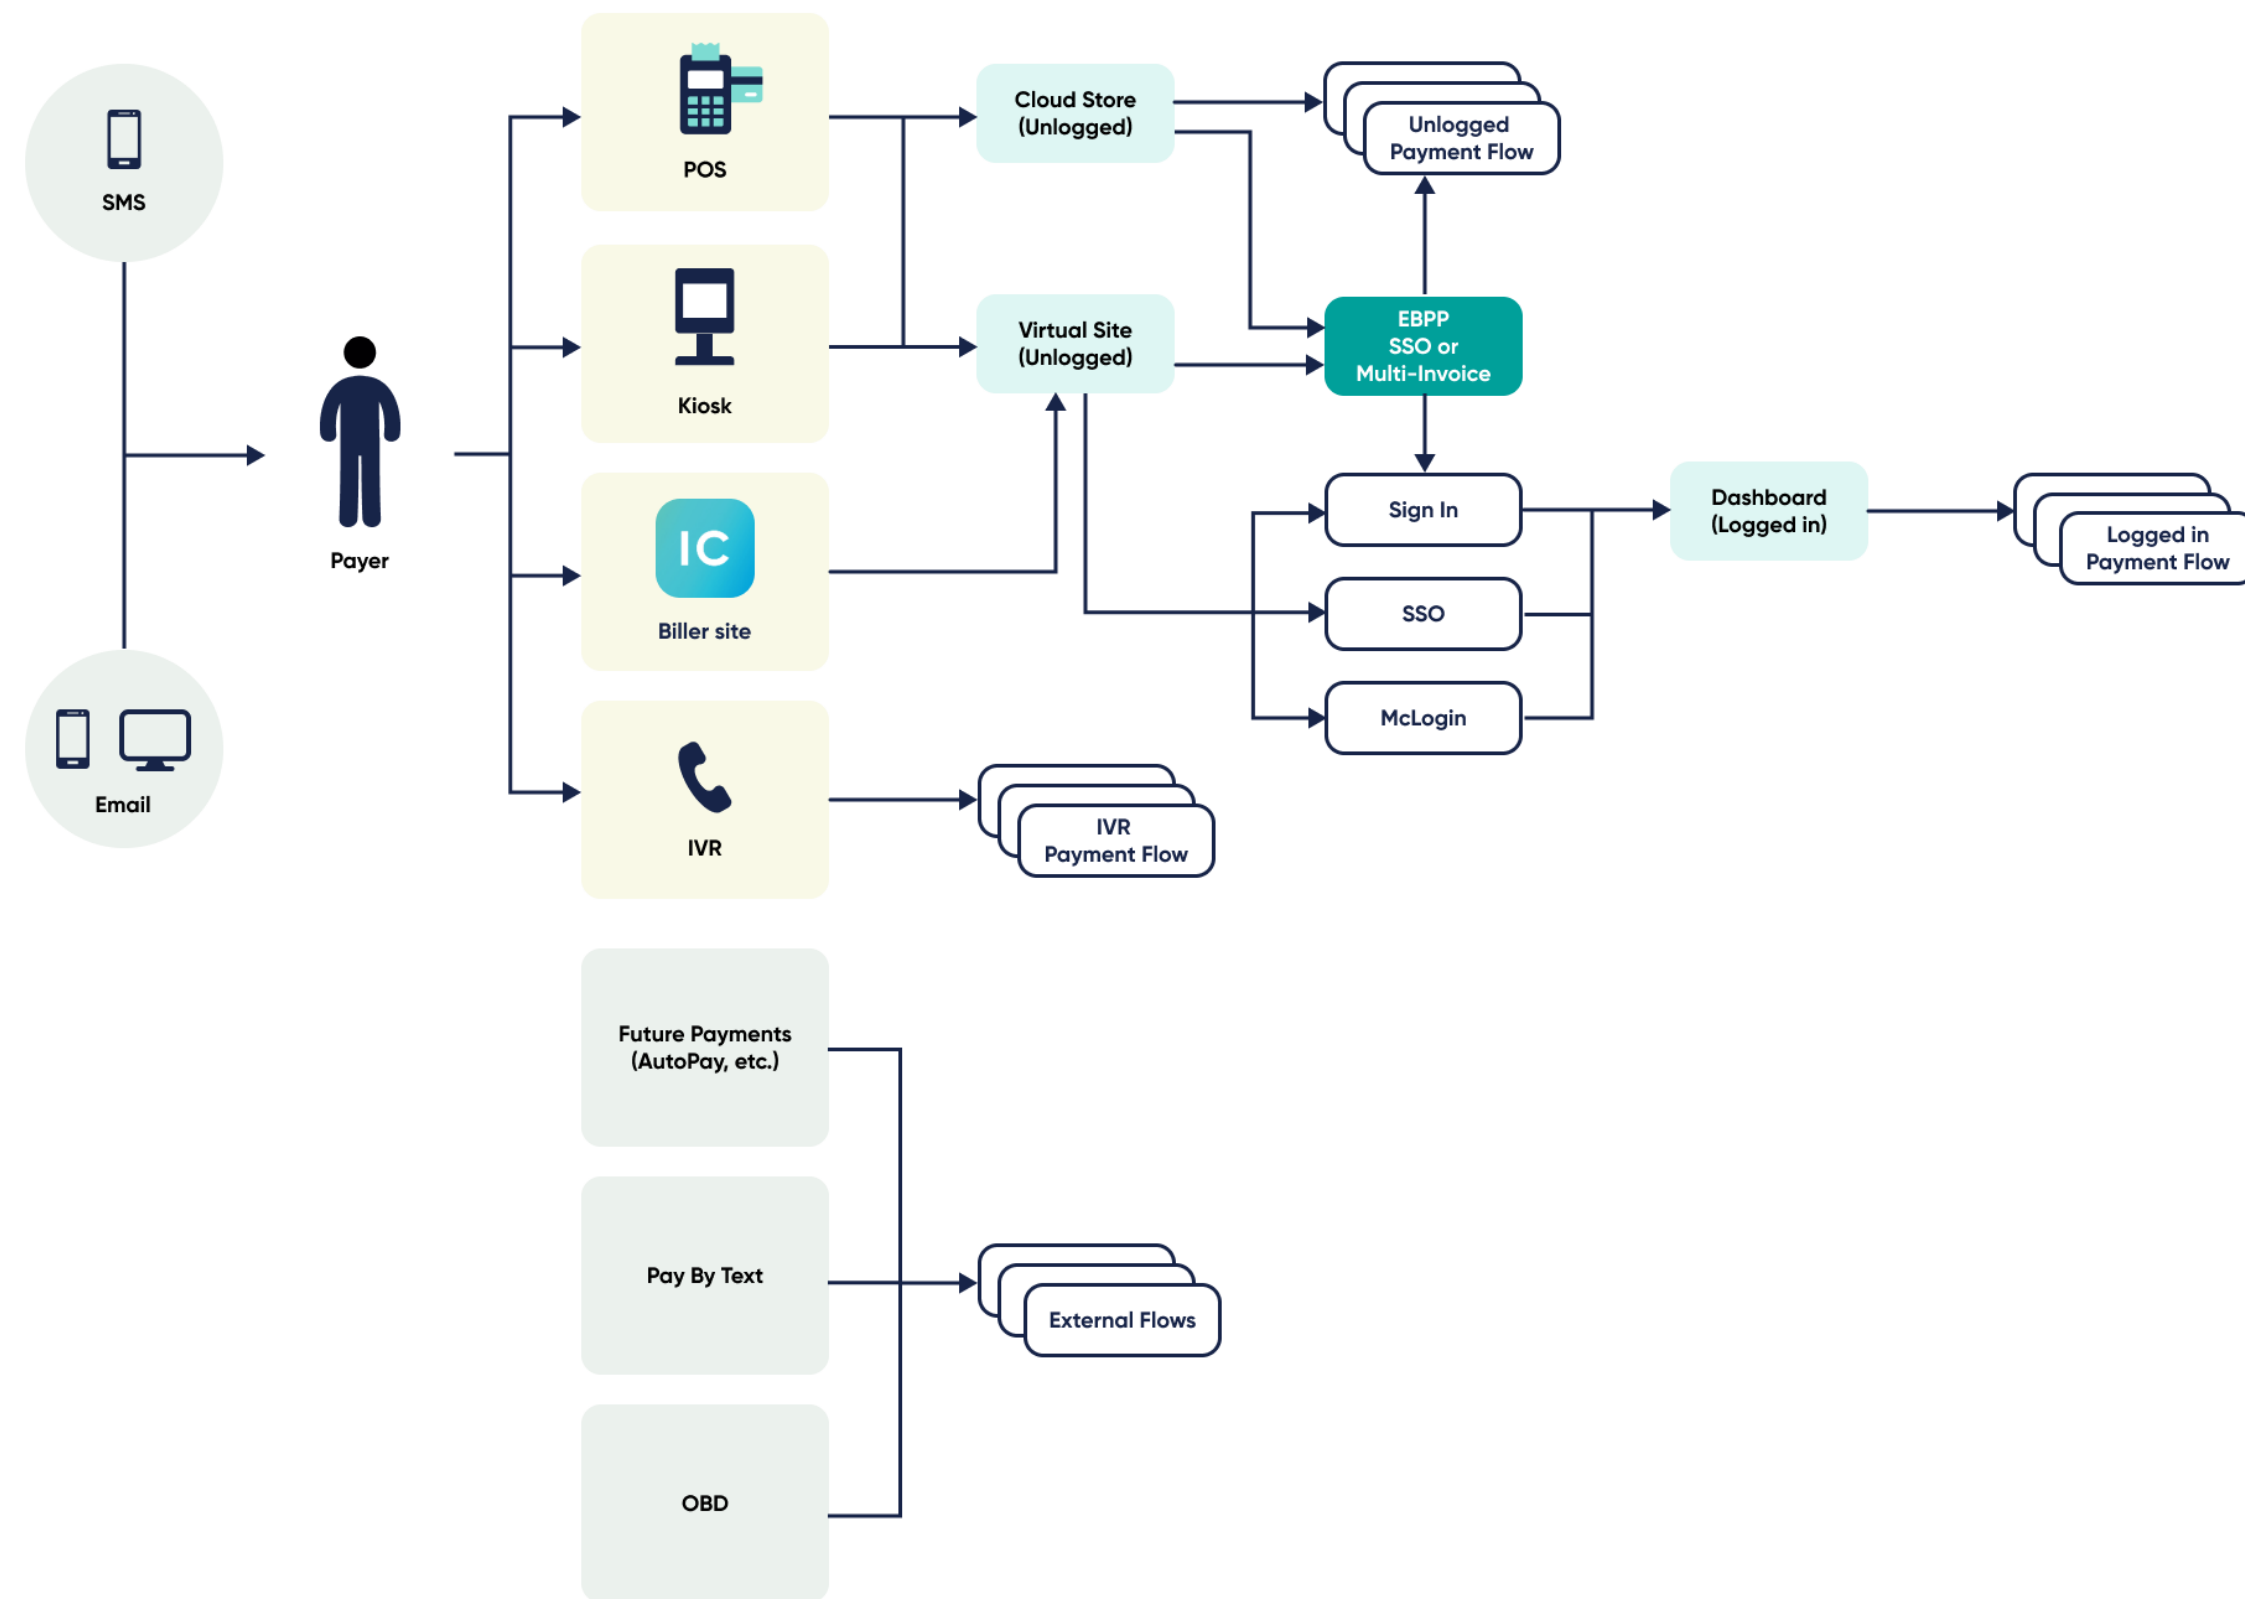 SMS
Email
Payer
POS
Kiosk
IC
Biller site
IVR
Cloud Store
(Unlogged)
Virtual Site
(Unlogged)
Unlogged
Payment Flow
EBPP
SSO or
Multi-Invoice
Sign In
SSO
McLogin
Dashboard
(Logged in)
Logged in
Payment Flow
IVR
Payment Flow
Future Payments
(AutoPay, etc.)
Pay By Text
OBD
External Flows